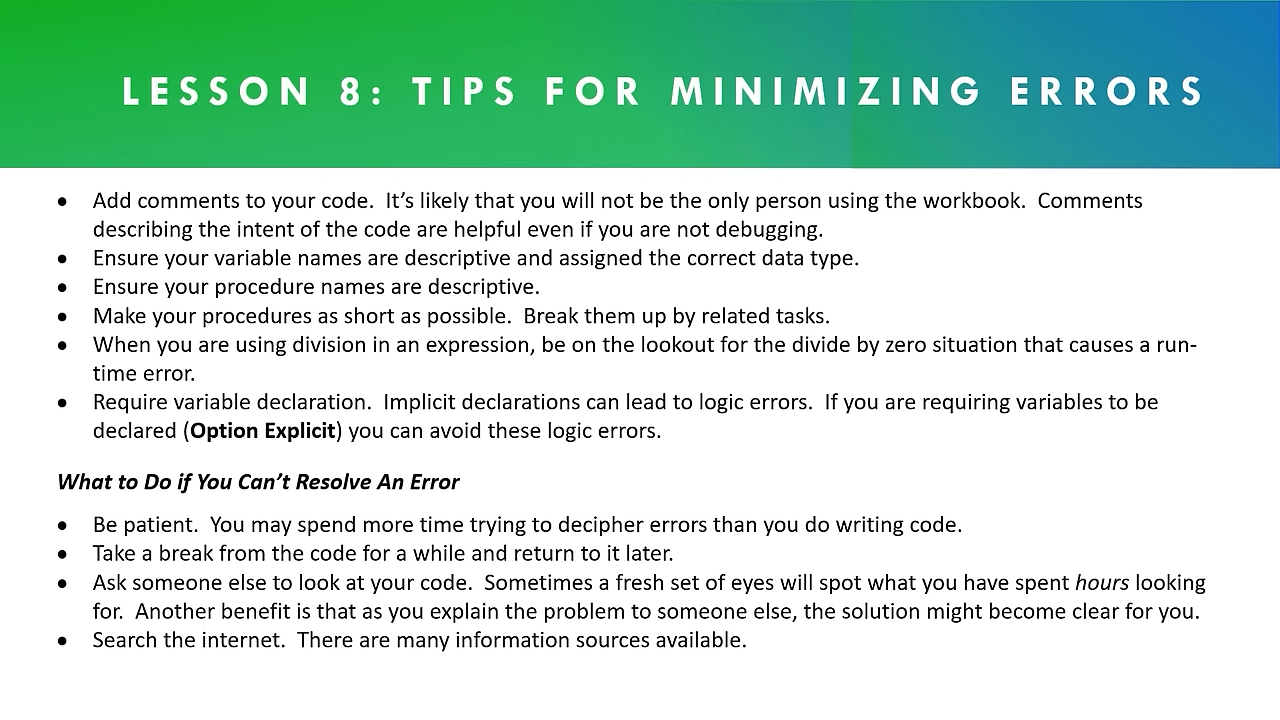 LESSON 8: TIPS FOR MINIMIZING ERRORS
• Add comments to your code.  It’s likely that you will not be the only person using the workbook.  Comments
describing the intent of the code are helpful even if you are not debugging.
• Ensure your variable names are descriptive and assigned the correct data type.
• Ensure your procedure names are descriptive.
• Make your procedures as short as possible.  Break them up by related tasks.
• When you are using division in an expression, be on the lookout for the divide by zero situation that causes a run-
time error.
• Require variable declaration.  Implicit declarations can lead to logic errors.  If you are requiring variables to be
declared (Option Explicit) you can avoid these logic errors.
What to Do if You Can’t Resolve An Error
• Be patient.  You may spend more time trying to decipher errors than you do writing code.
• Take a break from the code for a while and return to it later.
• Ask someone else to look at your code.  Sometimes a fresh set of eyes will spot what you have spent hours looking
for.  Another benefit is that as you explain the problem to someone else, the solution might become clear for you.
• Search the internet.  There are many information sources available.